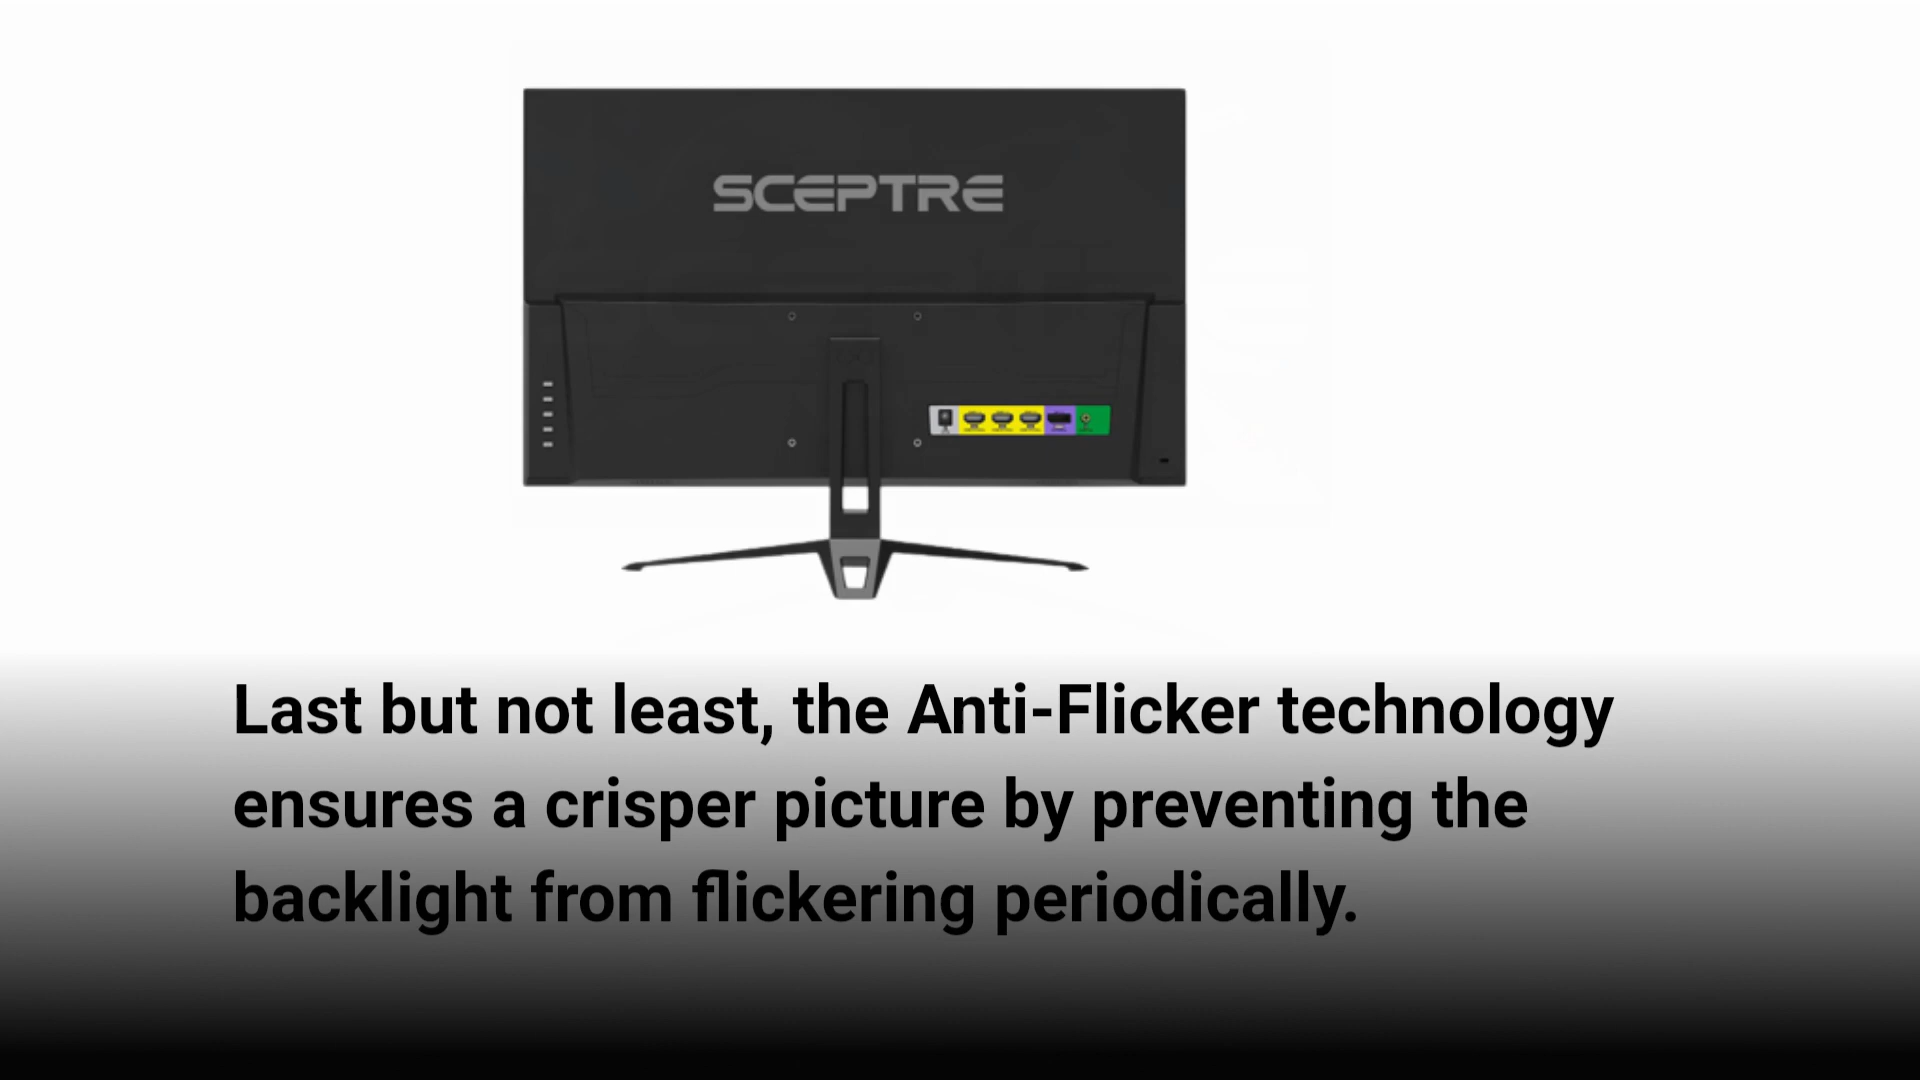 SCEPTRE
Last but not least, the Anti-Flicker technology
ensures a crisper picture by preventing the
backlight from flickering periodically.